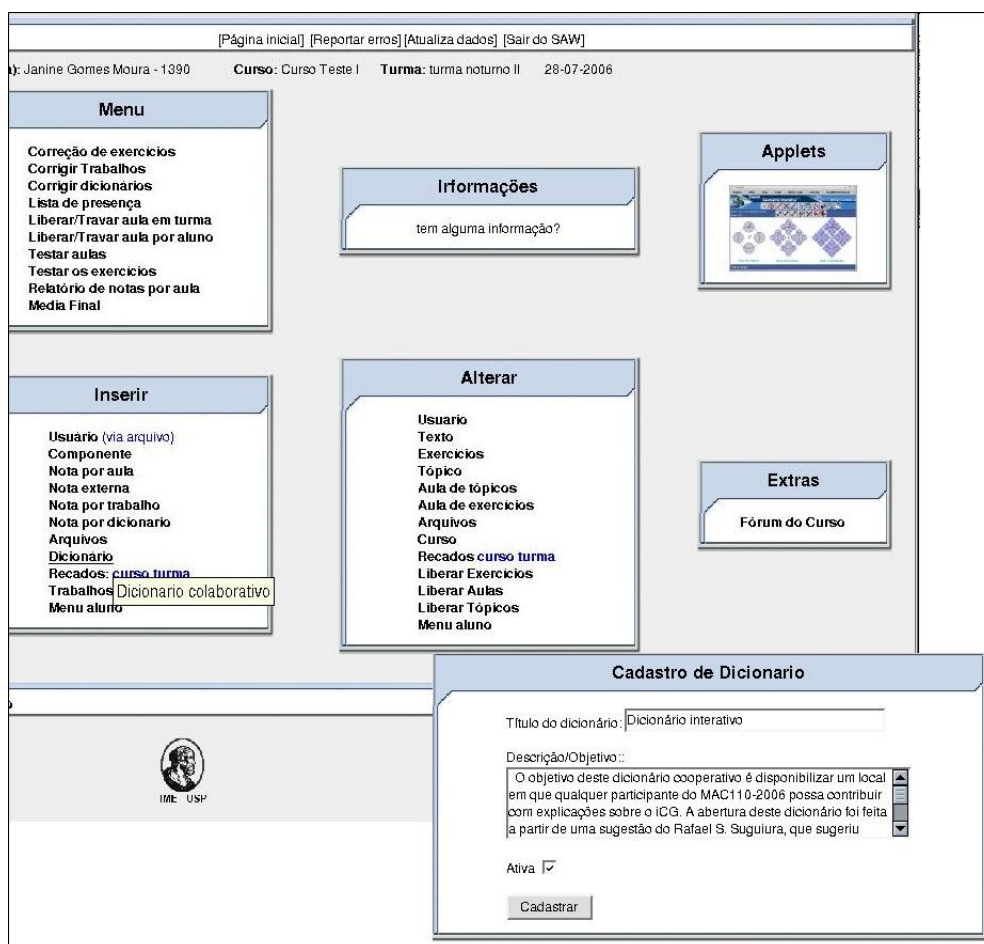 [Página inicial] [Reportar erros] [Atualiza dados] [Sair do SAW]
): Janine Gomes Moura - 1390 Curso: Curso Teste I Turma: turma noturno II 28-07-2006
Menu
Correção de exercícios
Corrigir Trabalhos
Corrigir dicionários
Lista de presença
Liberar/Travar aula em turma
Liberar/Travar aula por aluno
Testar aulas
Testar os exercícios
Relatório de notas por aula
Media Final
Informações
tem alguma informação?
Applets
Inserir
Usuário (via arquivo)
Componente
Nota por aula
Nota externa
Nota por trabalho
Nota por dicionario
Arquivos
Dicionário
Recados: curso turma
Trabalhos
Dicionario colaborativo
Menu aluno
Alterar
Usuario
Texto
Exercícios
Tópico
Aula de tópicos
Aula de exercícios
Arquivos
Curso
Recados curso turma
Liberar Exercícios
Liberar Aulas
Liberar Tópicos
Menu aluno
Extras
Fórum do Curso
IME USP
Cadastro de Dicionario
Título do dicionário: Dicionário interativo
Descrição/Objetivo::
O objetivo deste dicionário cooperativo é disponibilizar um local
em que qualquer participante do MAC110-2006 possa contribuir
com explicações sobre o iCG. A abertura deste dicionário foi feita
a partir de uma sugestão do Rafael S. Suguiura, que sugeriu
Ativa
Cadastrar